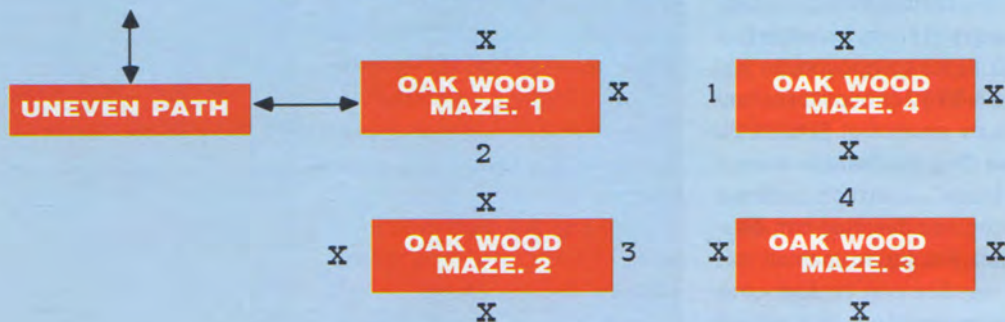 X X
UNEVEN PATH
OAK WOOD
MAZE. 1
X
1
OAK WOOD
MAZE. 4
X
2
X
X
4
X
OAK WOOD
MAZE. 2
3
X
OAK WOOD
MAZE. 3
X
X
X